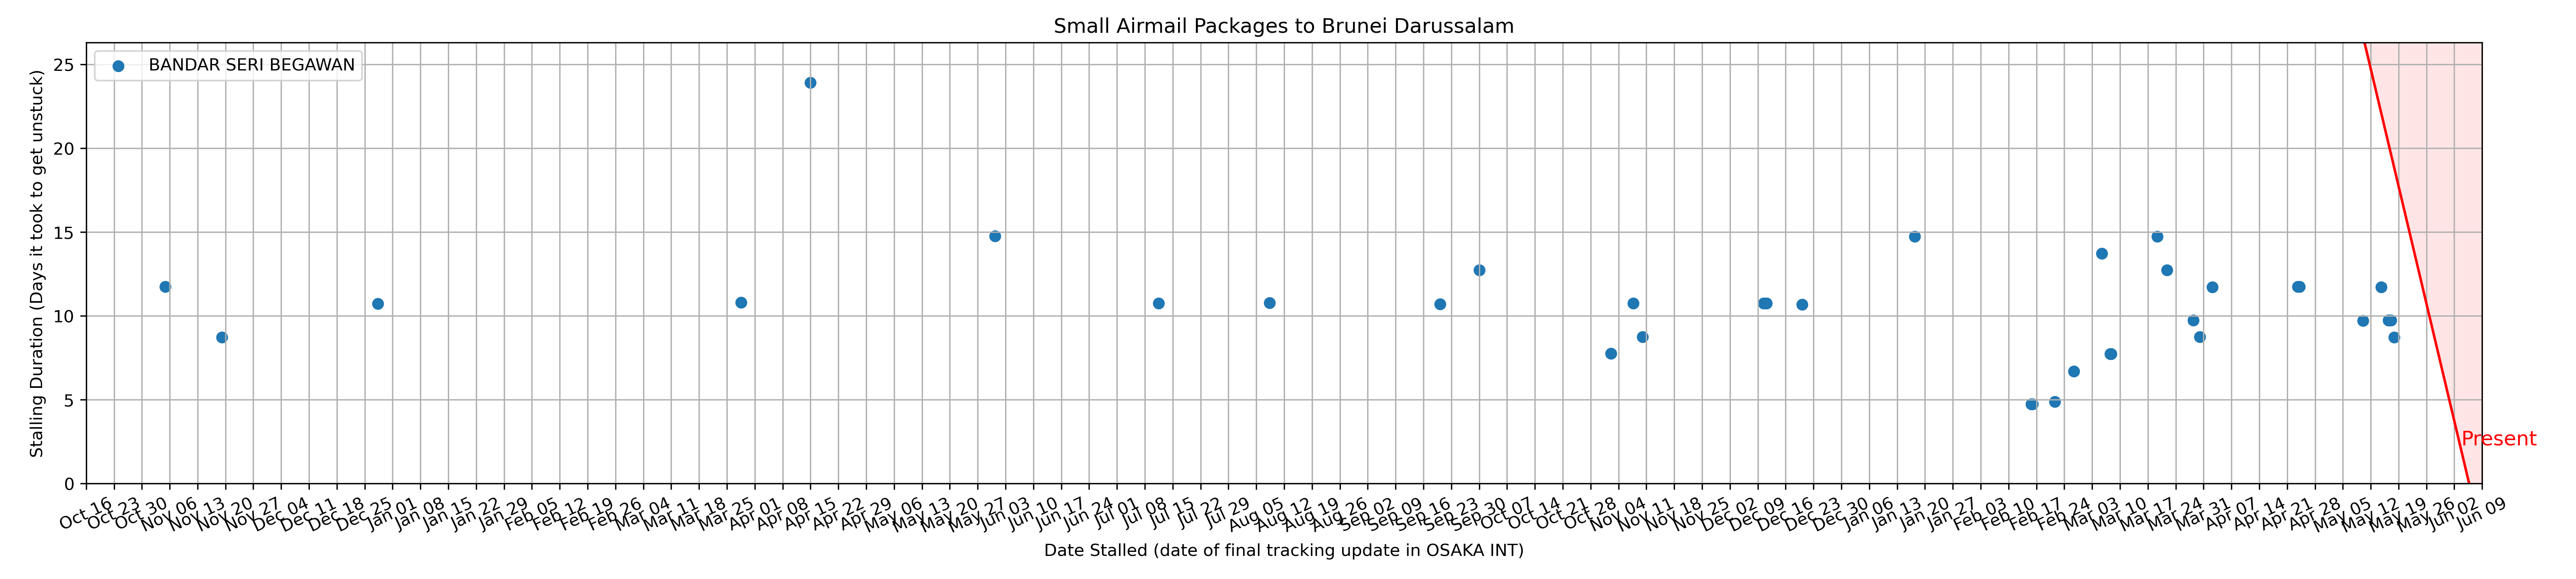 Small Airmail Packages to Brunei Darussalam
BANDAR SERI BEGAWAN
Stalling Duration (Days it took to get unstuck)
25
20
15
10
5
0
Present
Oct 16
Oct 23
Oct 30
Nov 06
Nov 13
Nov 20
Nov 27
Dec 04
Dec 11
Dec 18
Dec 25
Jan 01
Jan 08
Jan 15
Jan 22
Jan 29
Feb 05
Feb 12
Feb 19
Feb 26
Mar 04
Mar 11
Mar 18
Mar 25
Apr 01
Apr 08
Apr 15
Apr 22
Apr 29
May 06
May 13
May 20
May 27
Jun 03
Jun 10
Jun 17
Jun 24
Jul 01
Jul 08
Jul 15
Jul 22
Jul 29
Aug 05
Aug 12
Aug 19
Aug 26
Sep 02
Sep 09
Sep 16
Sep 23
Sep 30
Oct 07
Oct 14
Oct 21
Oct 28
Nov 04
Nov 11
Nov 18
Nov 25
Dec 02
Dec 09
Dec 16
Dec 23
Dec 30
Jan 06
Jan 13
Jan 20
Jan 27
Feb 03
Feb 10
Feb 17
Feb 24
Mar 03
Mar 10
Mar 17
Mar 24
Mar 31
Apr 07
Apr 14
Apr 21
Apr 28
May 05
May 12
May 19
May 26
Jun 02
Jun 09
Date Stalled (date of final tracking update in OSAKA INT)